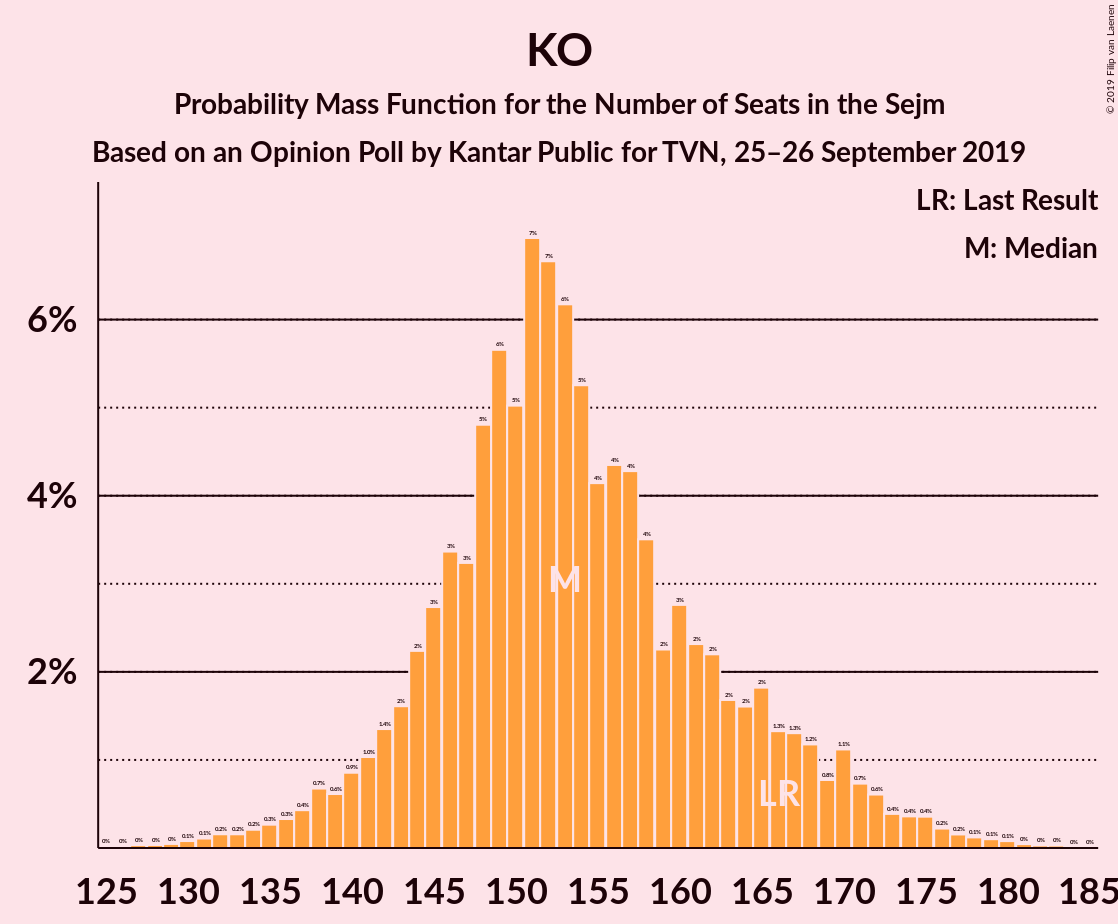 KO
Probability Mass Function for the Number of Seats in the Sejm
Based on an Opinion Poll by Kantar Public for TVN, 25–26 September 2019
© 2019 Filip van Laenen
LR: Last Result
M: Median
6%
4%
2%
0% 0% 0% 0% 0% 0.1% 0.1% 0.2% 0.2% 0.2% 0.3% 0.3% 0.4% 0.7% 0.6% 0.9% 1.0% 1.4% 2% 2% 3% 3% 3% 5% 6% 5% 7% 7% 6% 5% 4% 4% 4% 4% 2% 3% 2% 2% 2% 2% 2% 1.3% 1.3% 1.2% 0.8% 1.1% 0.7% 0.6% 0.4% 0.4% 0.4% 0.2% 0.2% 0.1% 0.1% 0.1% 0% 0% 0% 0% 0%
M
LR
125 130 135 140 145 150 155 160 165 170 175 180 185